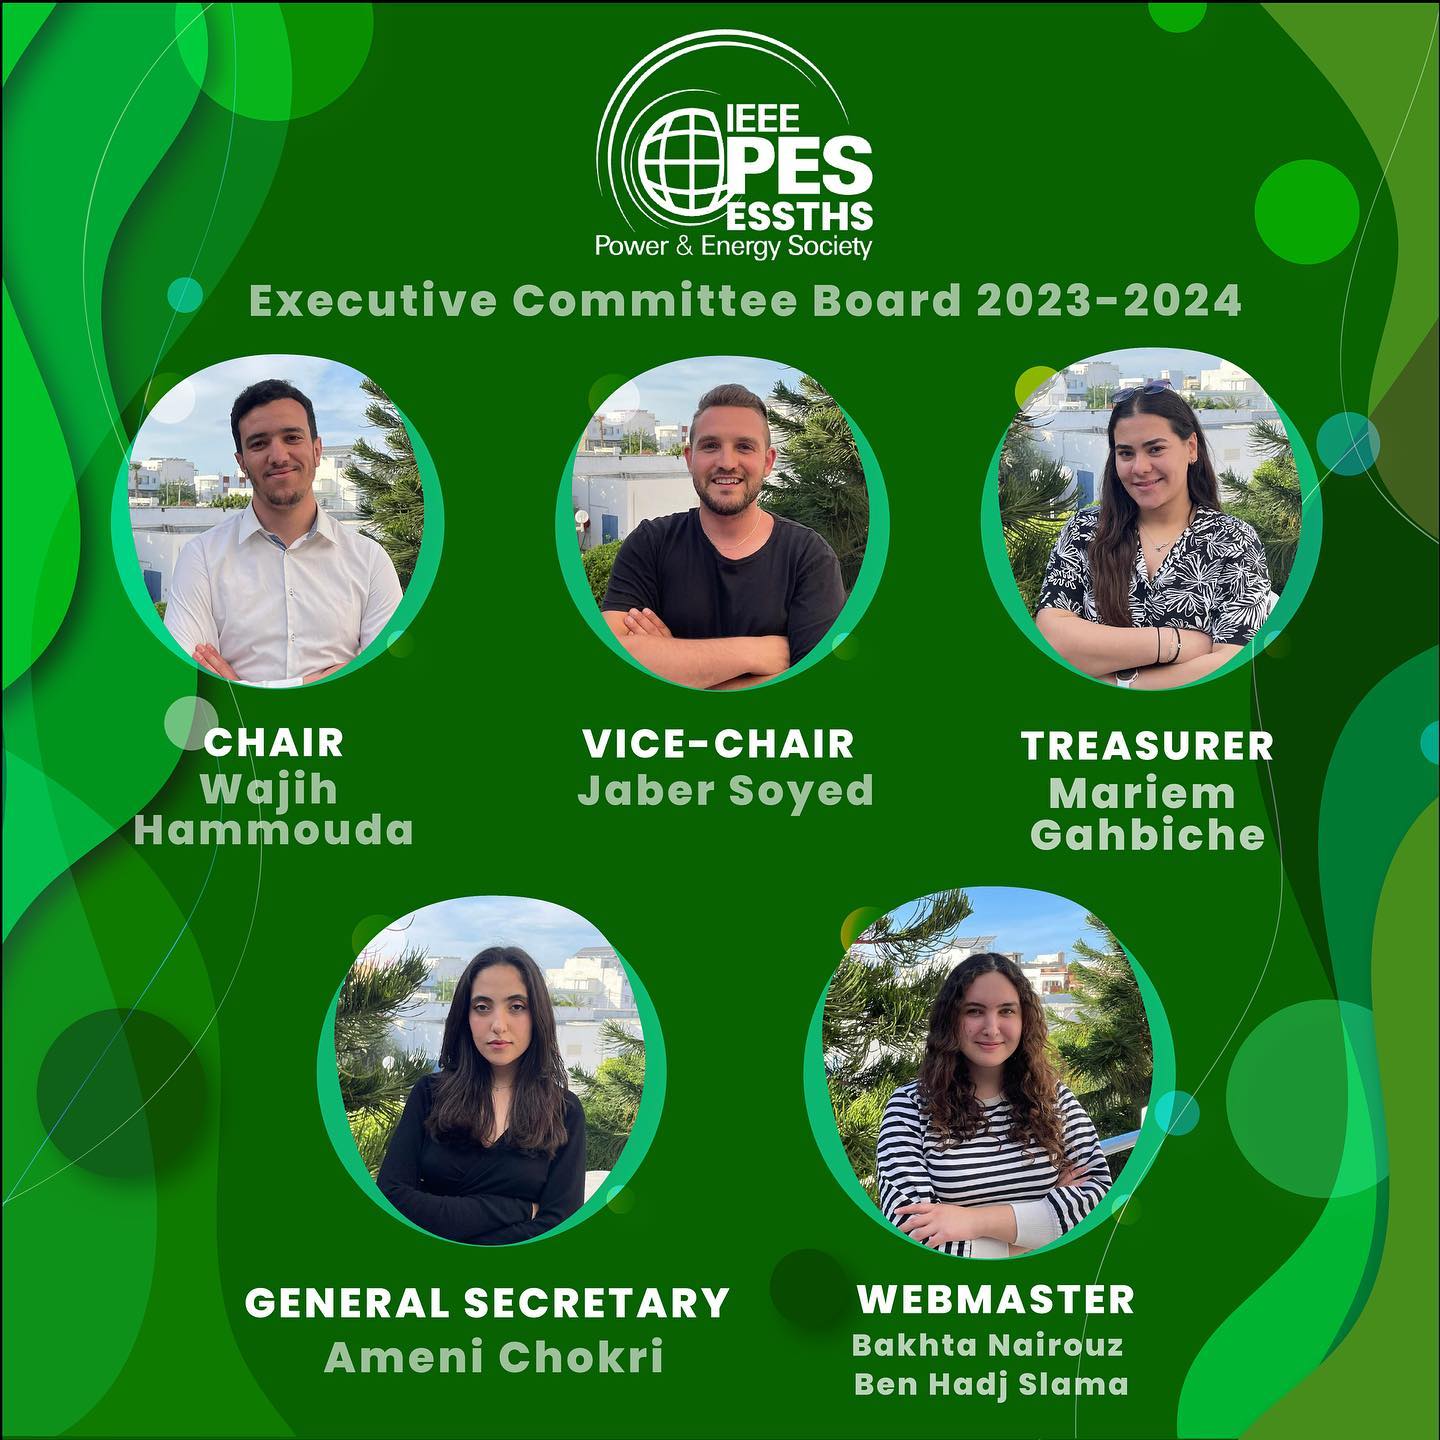 IEEE
PES
ESSTHS
Power & Energy Society
Executive Committee Board 2023-2024
CHAIR
Wajih
Hammouda
VICE-CHAIR
Jaber Soyed
TREASURER
Mariem
Gahbiche
GENERAL SECRETARY
Ameni Chokri
WEBMASTER
Bakhta Nairouz
Ben Hadj Slama